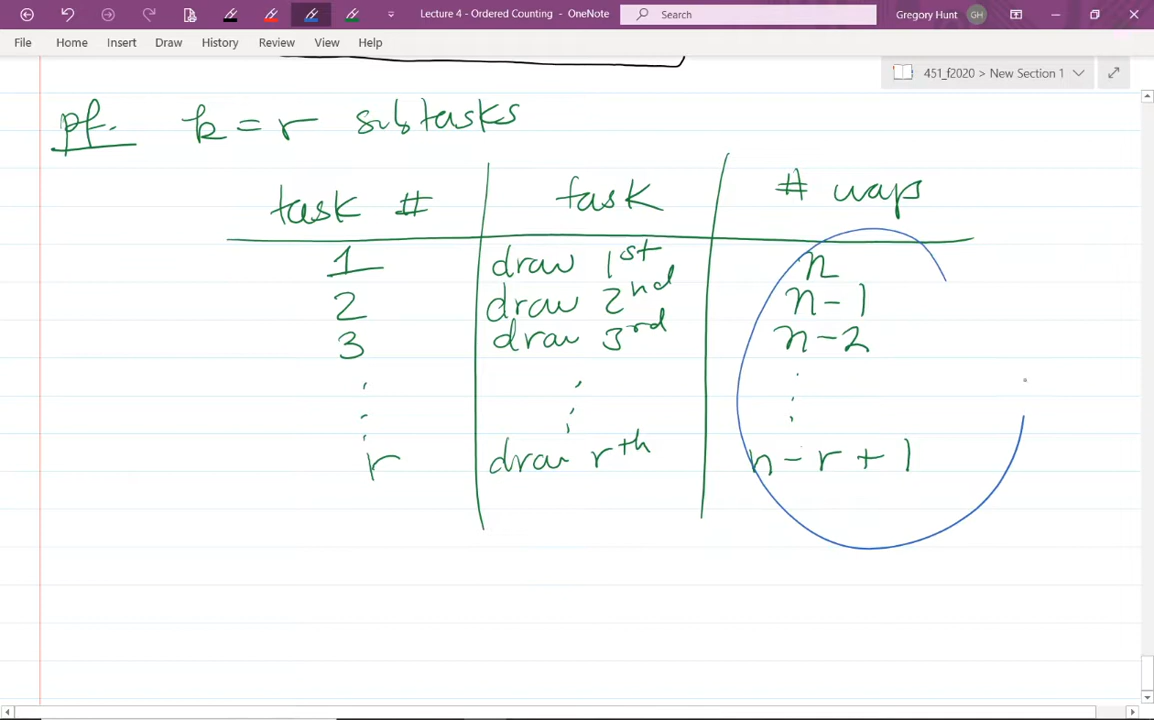 Lecture 4 - Ordered Counting - OneNote
Search
Gregory Hunt
GH
File Home Insert Draw History Review View Help
451_f2020 > New Section 1
pf. k = r subtasks
task # task # ways
1 draw 1st n
2 draw 2nd n-1
3 draw 3rd n-2
r draw rth n-r+1